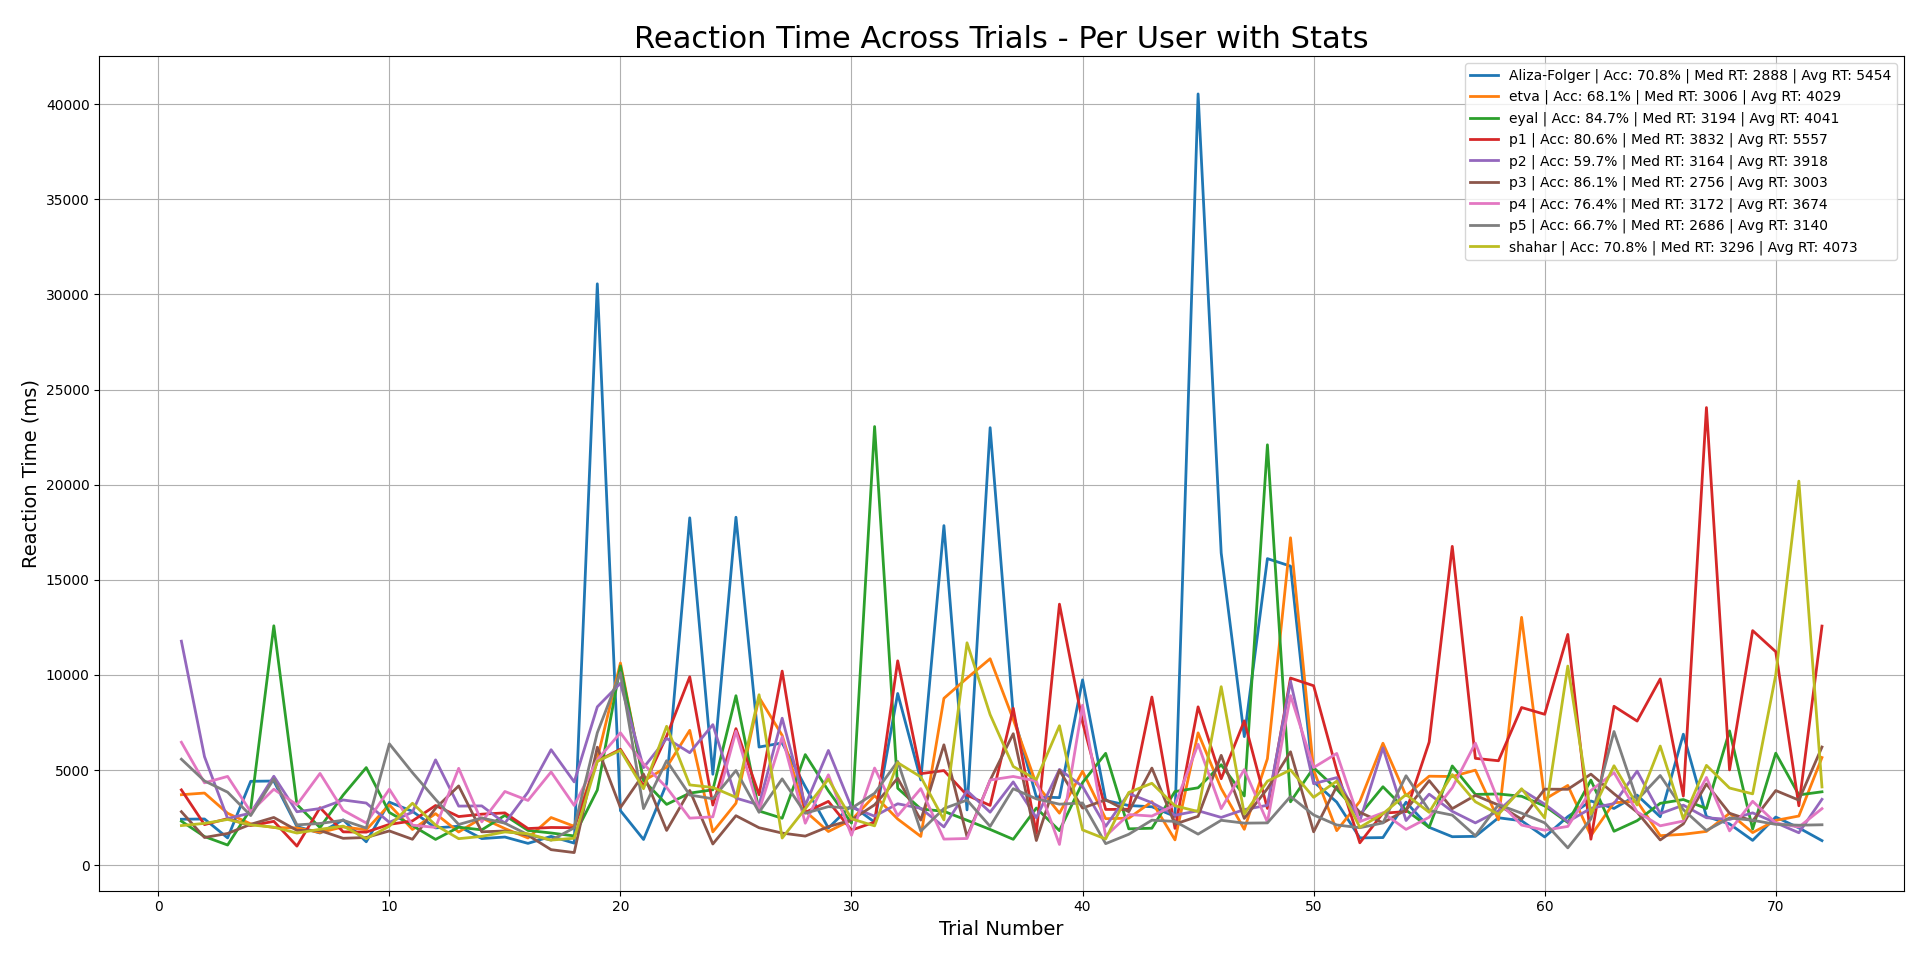 Reaction Time Across Trials - Per User with Stats
Aliza-Folger | Acc: 70.8% | Med RT: 2888 | Avg RT: 5454
etva | Acc: 68.1% | Med RT: 3006 | Avg RT: 4029
eyal | Acc: 84.7% | Med RT: 3194 | Avg RT: 4041
p1 | Acc: 80.6% | Med RT: 3832 | Avg RT: 5557
p2 | Acc: 59.7% | Med RT: 3164 | Avg RT: 3918
p3 | Acc: 86.1% | Med RT: 2756 | Avg RT: 3003
p4 | Acc: 76.4% | Med RT: 3172 | Avg RT: 3674
p5 | Acc: 66.7% | Med RT: 2686 | Avg RT: 3140
shahar | Acc: 70.8% | Med RT: 3296 | Avg RT: 4073
Reaction Time (ms)
40000
35000
30000
25000
20000
15000
10000
5000
0
0 10 20 30 40 50 60 70
Trial Number